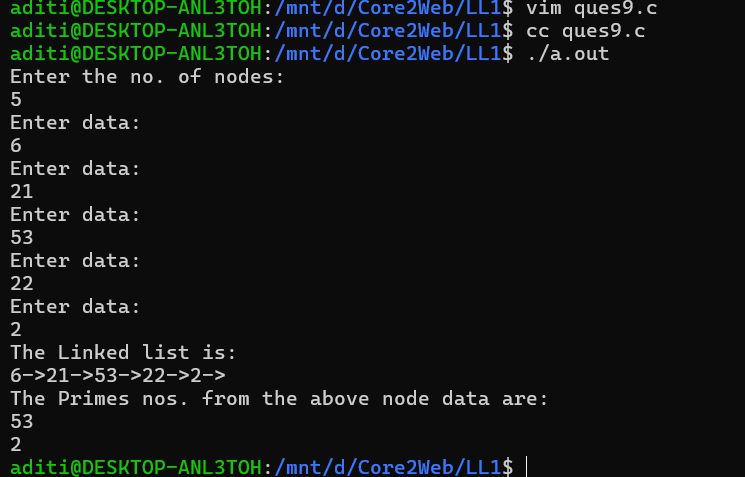 aditi@DESKTOP-ANL3TOH:/mnt/d/Core2Web/LL1$ vim ques9.c
aditi@DESKTOP-ANL3TOH:/mnt/d/Core2Web/LL1$ cc ques9.c
aditi@DESKTOP-ANL3TOH:/mnt/d/Core2Web/LL1$ ./a.out
Enter the no. of nodes:
5
Enter data:
6
Enter data:
21
Enter data:
53
Enter data:
22
Enter data:
2
The Linked list is:
6->21->53->22->2->
The Primes nos. from the above node data are:
53
2
aditi@DESKTOP-ANL3TOH:/mnt/d/Core2Web/LL1$